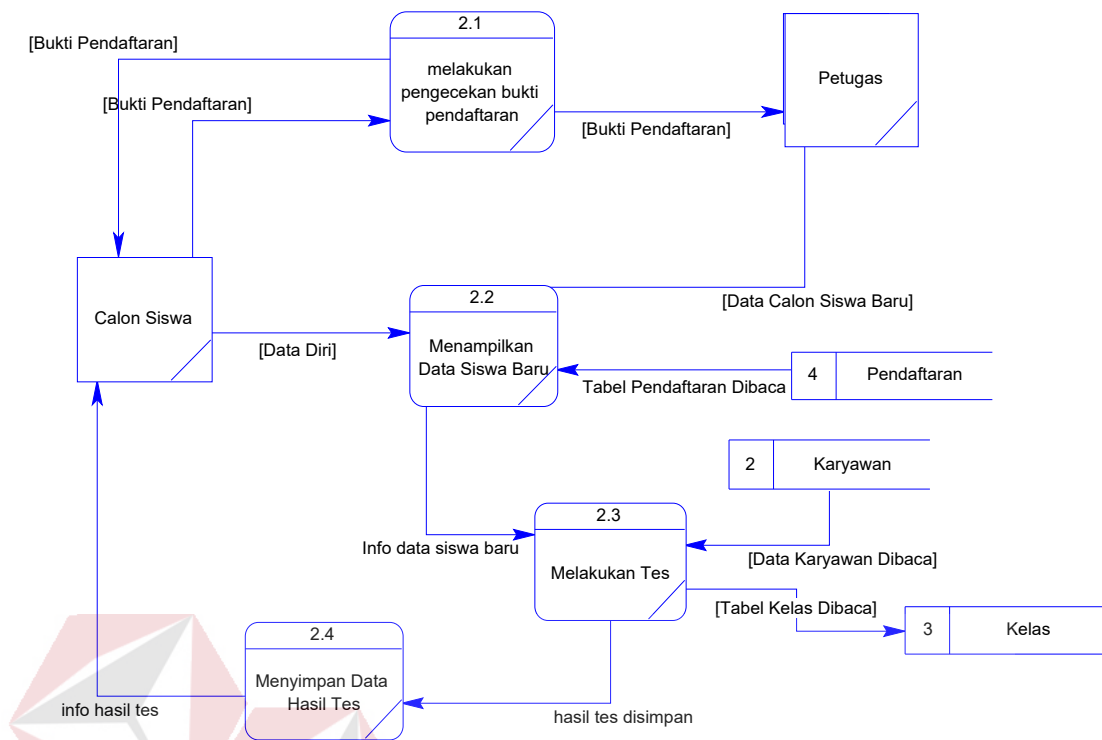 2.1
[Bukti Pendaftaran]
melakukan
pengecekan bukti
pendaftaran
Petugas
[Bukti Pendaftaran]
[Bukti Pendaftaran]
2.2
[Data Calon Siswa Baru]
Calon Siswa
Menampilkan
Data Siswa Baru
[Data Diri]
4
Pendaftaran
Tabel Pendaftaran Dibaca
2
Karyawan
2.3
Info data siswa baru
[Data Karyawan Dibaca]
Melakukan Tes
[Tabel Kelas Dibaca]
3
Kelas
2.4
Menyimpan Data
Hasil Tes
info hasil tes
hasil tes disimpan